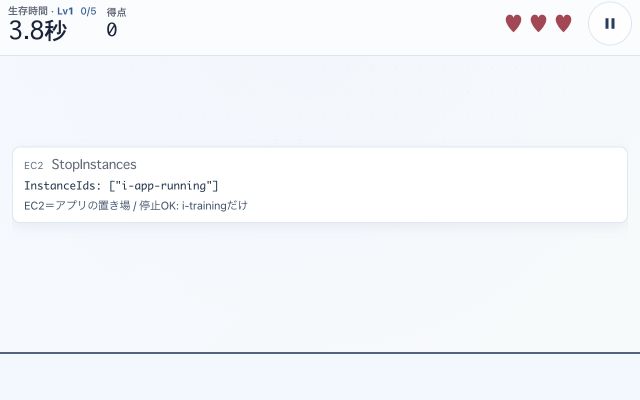 生存時間 · Lv1 0/5 得点
3.8秒 0
EC2 StopInstances
InstanceIds: ["i-app-running"]
EC2＝アプリの置き場 / 停止OK: i-trainingだけ